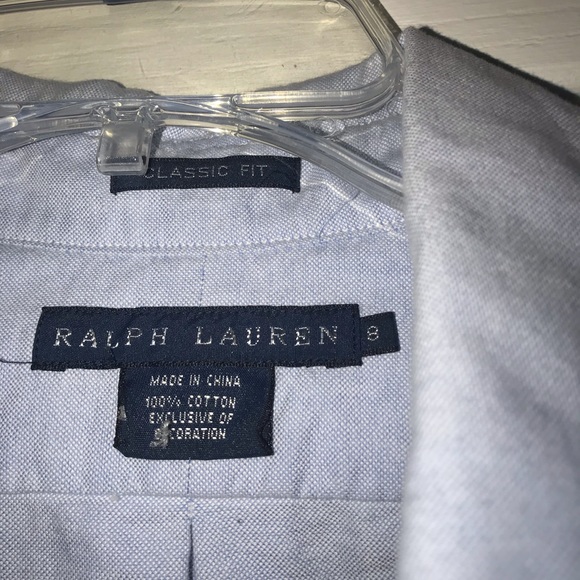 CLASSIC FIT
RALPH LAUREN 8
MADE IN CHINA
100% COTTON
EXCLUSIVE OF